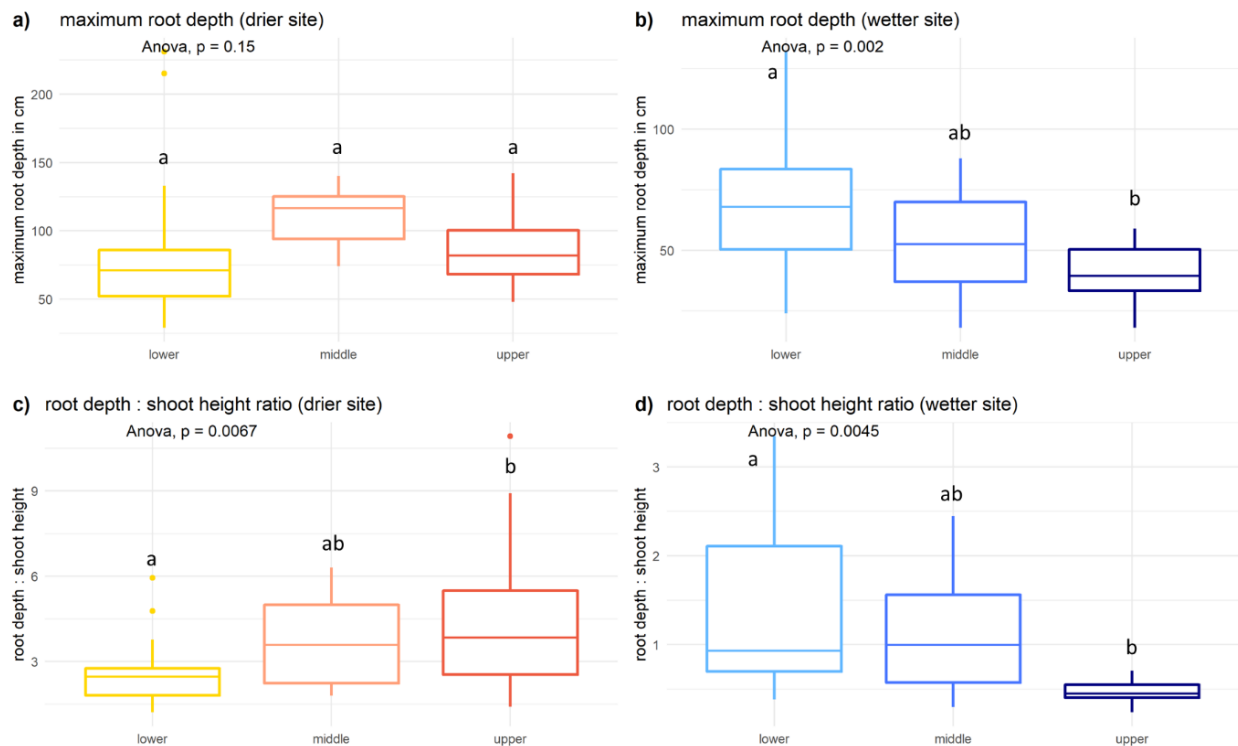 a) maximum root depth (drier site)
Anova, p = 0.15
maximum root depth in cm
200
150
100
50
a
a
a
lower
middle
upper
b) maximum root depth (wetter site)
Anova, p = 0.002
maximum root depth in cm
100
50
a
ab
b
lower
middle
upper
c) root depth : shoot height ratio (drier site)
Anova, p = 0.0067
root depth : shoot height
9
6
3
a
ab
b
lower
middle
upper
d) root depth : shoot height ratio (wetter site)
Anova, p = 0.0045
root depth : shoot height
3
2
1
a
ab
b
lower
middle
upper